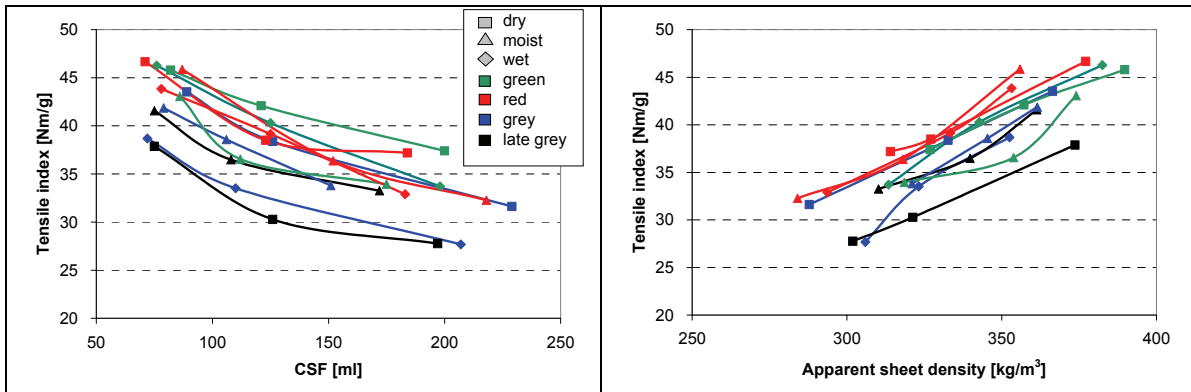 50
45
40
35
30
25
20
50
100
150
200
250
Tensile index [Nm/g]
CSF [ml]
dry
moist
wet
green
red
grey
late grey
50
45
40
35
30
25
20
250
300
350
400
Tensile index [Nm/g]
Apparent sheet density [kg/m³]